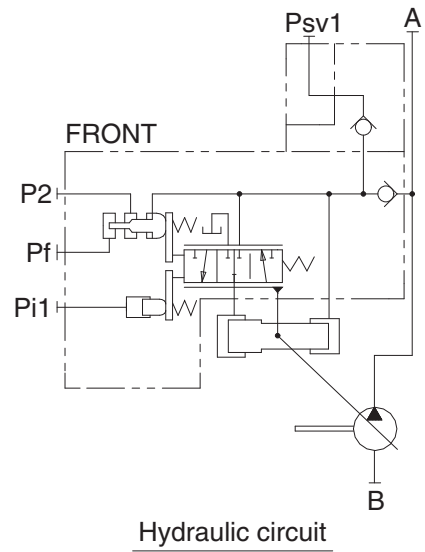 Psv1
A
FRONT
P2
Pf
Pi1
B
Hydraulic circuit